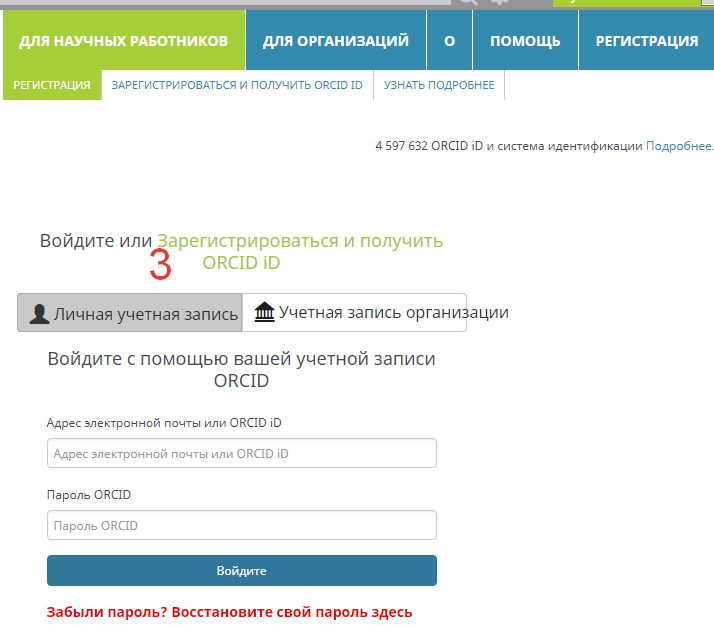 ДЛЯ НАУЧНЫХ РАБОТНИКОВ ДЛЯ ОРГАНИЗАЦИЙ О ПОМОЩЬ РЕГИСТРАЦИЯ
РЕГИСТРАЦИЯ ЗАРЕГИСТРИРОВАТЬСЯ И ПОЛУЧИТЬ ORCID ID УЗНАТЬ ПОДРОБНЕЕ
4 597 632 ORCID iD и система идентификации Подробнее.
Войдите или Зарегистрироваться и получить
ORCID iD
3
Личная учетная запись Учетная запись организации
Войдите с помощью вашей учетной записи
ORCID
Адрес электронной почты или ORCID iD
Адрес электронной почты или ORCID iD
Пароль ORCID
Пароль ORCID
Войдите
Забыли пароль? Восстановите свой пароль здесь